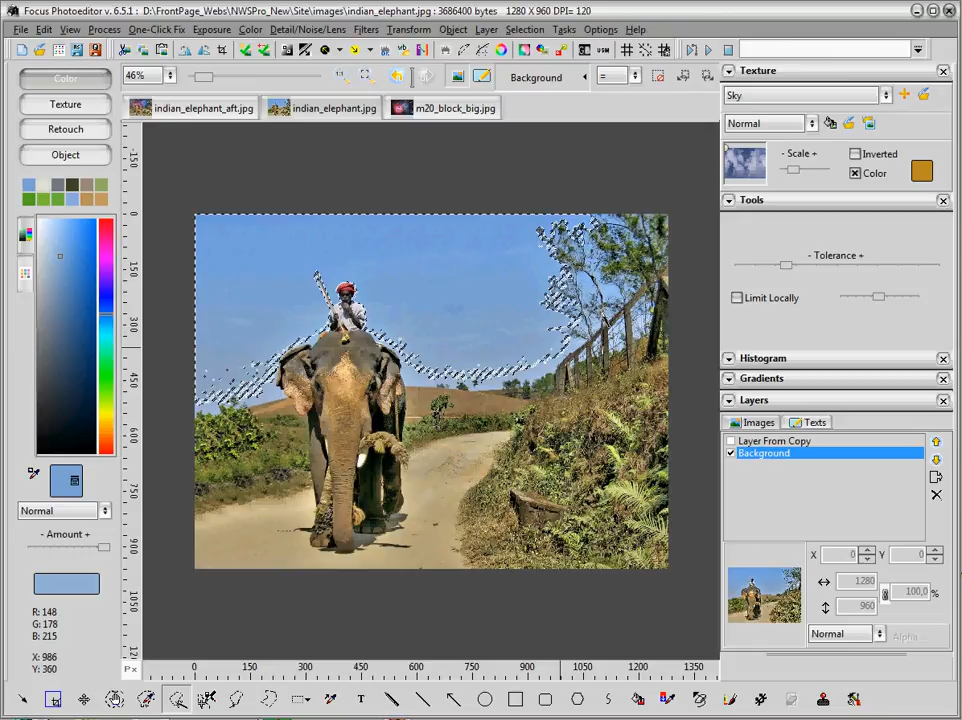 Focus Photoeditor v. 6.5.1 : D:\FrontPage_Webs\NWSPro_New\Site\images\indian_elephant.jpg : 3686400 bytes 1280 X 960 DPI= 120
File Edit View Process One-Click Fix Exposure Color Detail/Noise/Lens Filters Transform Object Layer Selection Tasks Options Help
USM
Color
46%
Background
=
Texture
Retouch
Object
indian_elephant_aft.jpg
indian_elephant.jpg
m20_block_big.jpg
-150
0
150
300
450
600
750
900
1050
Normal
- Amount +
R: 148
G: 178
B: 215
X: 986
Y: 360
Px
0 150 300 450 600 750 900 1050 1200 1350
Texture
Sky
Normal
- Scale +
Inverted
Color
Tools
- Tolerance +
Limit Locally
Histogram
Gradients
Layers
Images
Texts
Layer From Copy
Background
X 0 Y 0
1280
100,0 %
960
Normal
Alpha
T